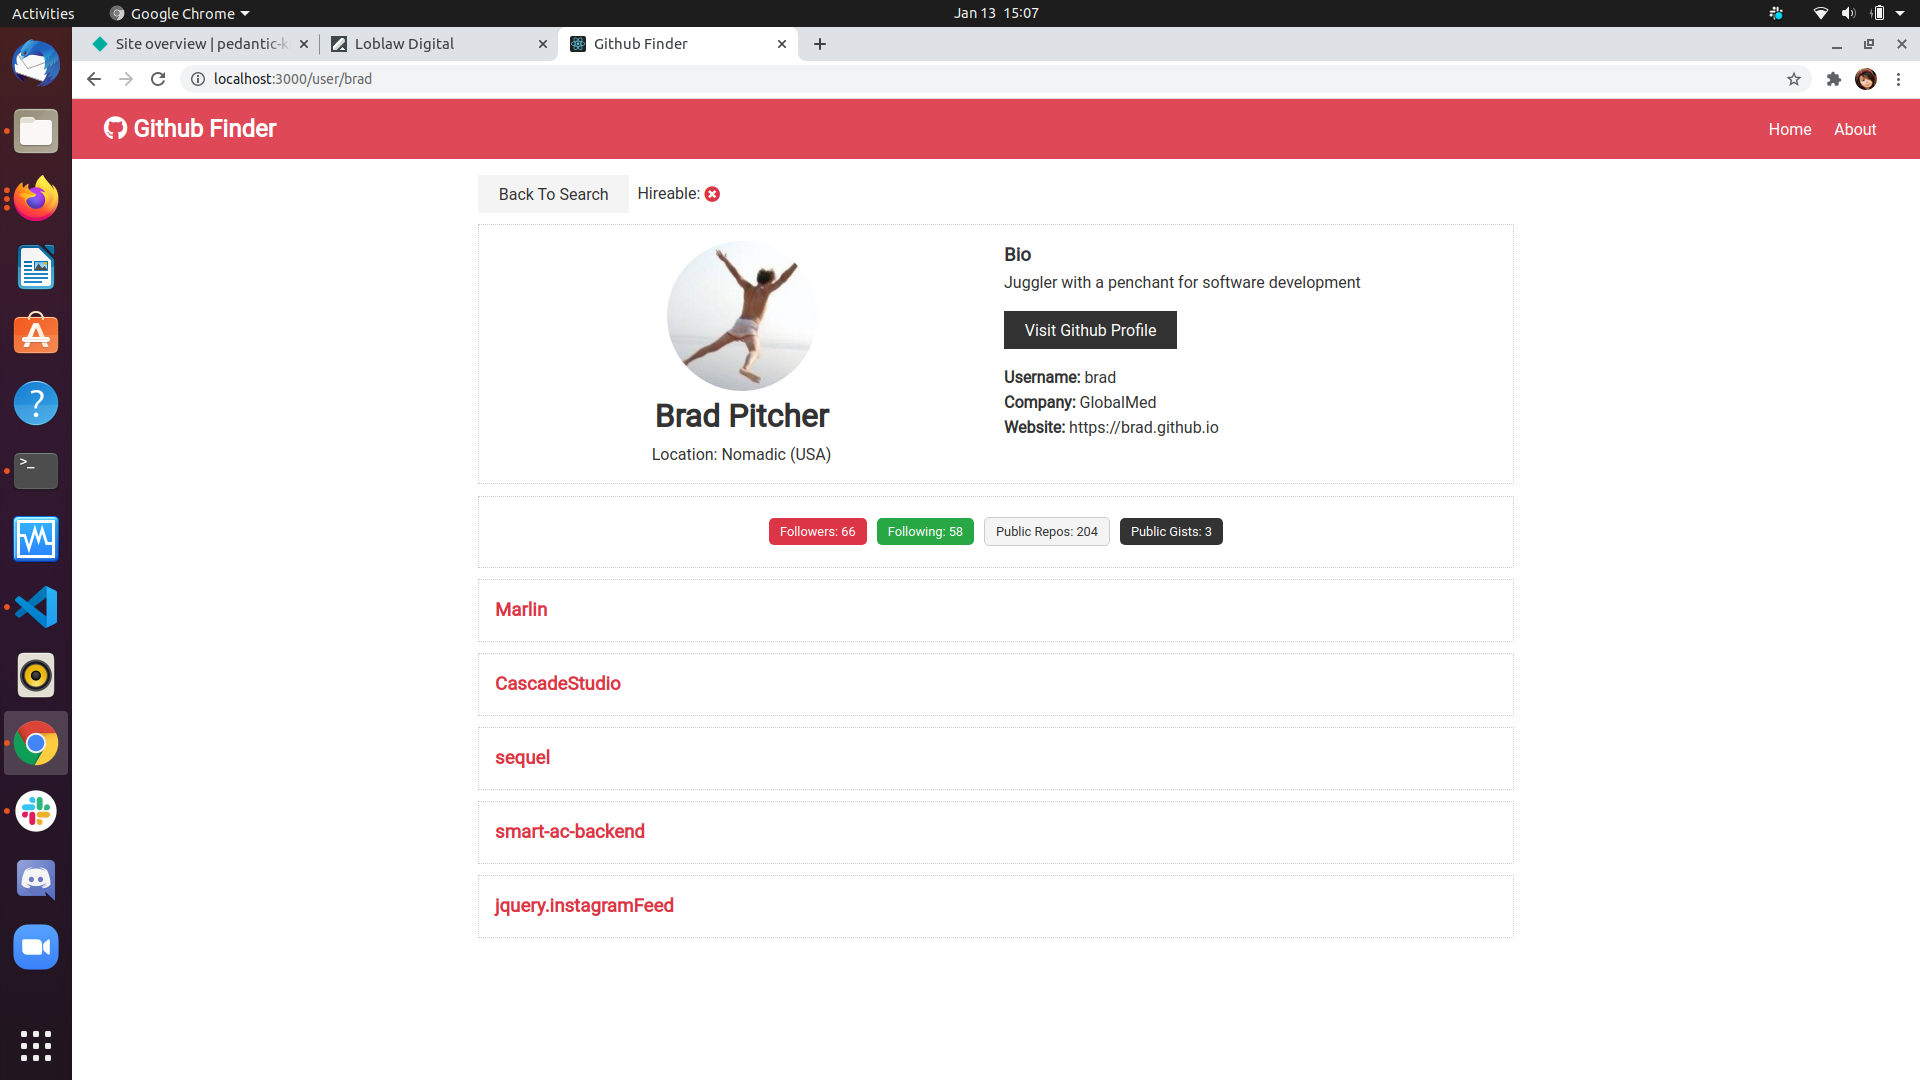 Activities
Google Chrome
Jan 13 15:07
Site overview | pedantic-k
Loblaw Digital
Github Finder
localhost:3000/user/brad
Github Finder
Home
About
Back To Search
Hireable:
Brad Pitcher
Location: Nomadic (USA)
Bio
Juggler with a penchant for software development
Visit Github Profile
Username: brad
Company: GlobalMed
Website: https://brad.github.io
Followers: 66
Following: 58
Public Repos: 204
Public Gists: 3
Marlin
CascadeStudio
sequel
smart-ac-backend
jquery.instagramFeed